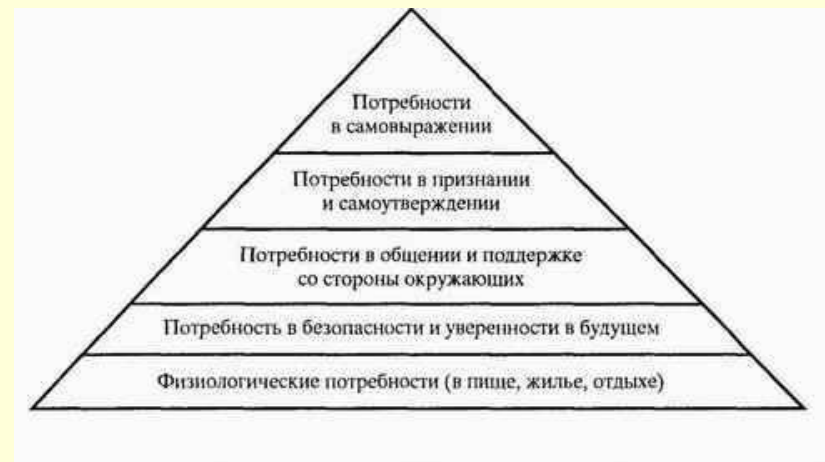 Потребности
в самовыражении
Потребности в признании
и самоутверждении
Потребности в общении и поддержке
со стороны окружающих
Потребность в безопасности и уверенности в будущем
Физиологические потребности (в пище, жилье, отдыхе)